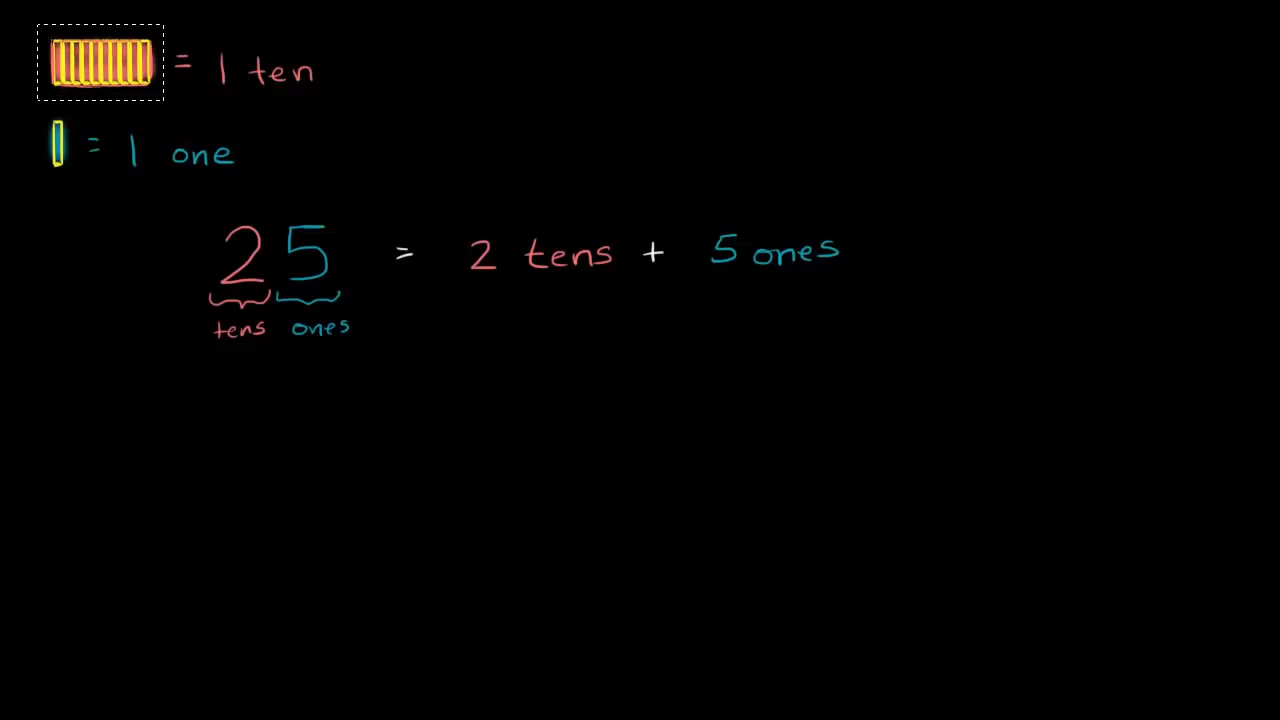 = 1 ten
= 1 one
25 = 2 tens + 5 ones
tens ones